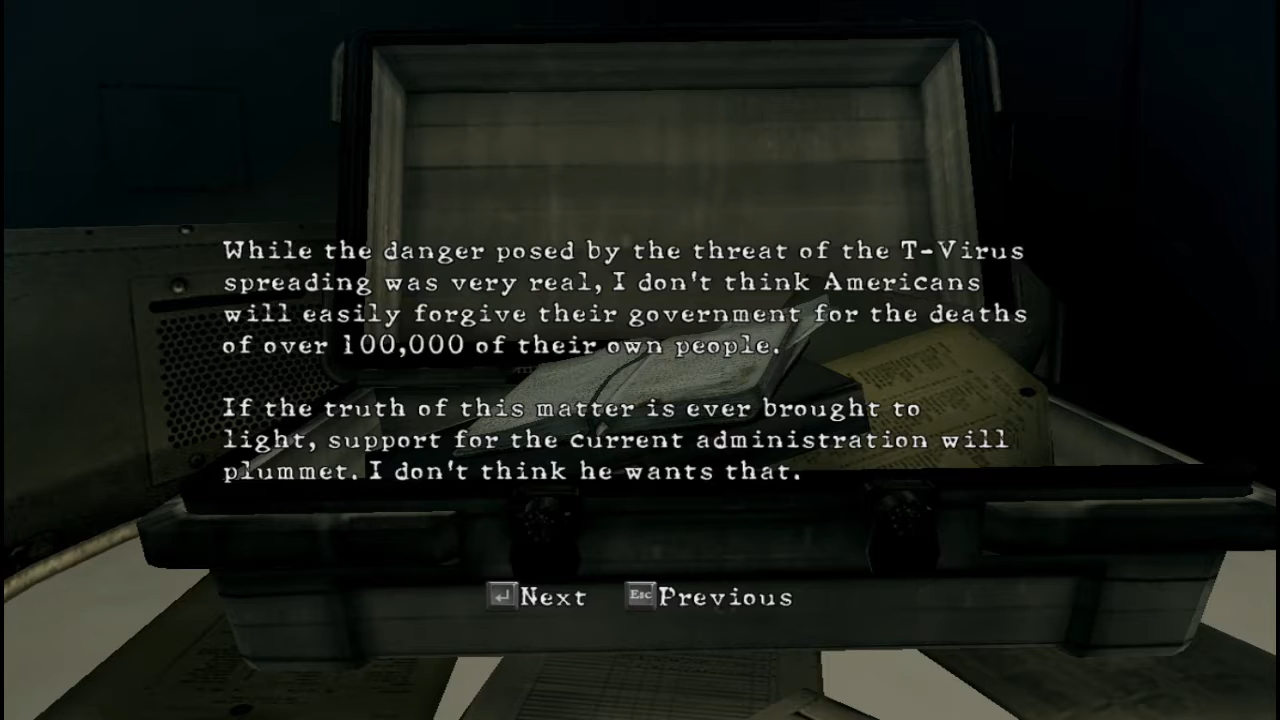 While the danger posed by the threat of the T-Virus
spreading was very real, I don't think Americans
will easily forgive their government for the deaths
of over 100,000 of their own people.
If the truth of this matter is ever brought to
light, support for the current administration will
plummet. I don't think he wants that.
Next Esc Previous